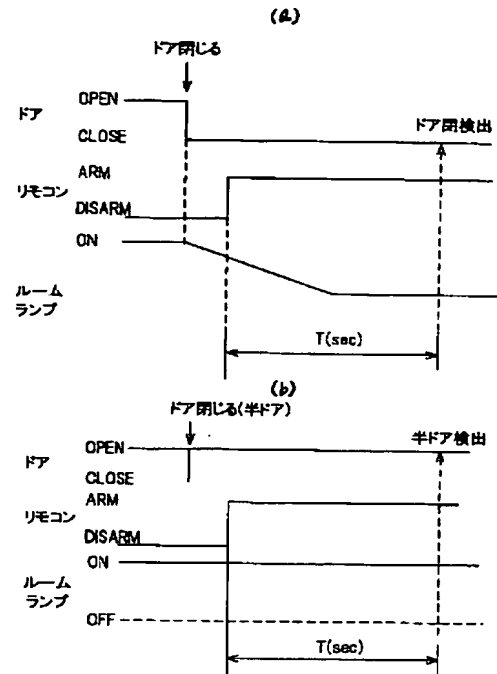 (a)
ドア閉じる
ドア
OPEN
CLOSE
ドア閉検出
リモコン
ARM
DISARM
ON
ルーム
ランプ
T(sec)
(b)
ドア閉じる(半ドア)
ドア
OPEN
CLOSE
半ドア検出
リモコン
ARM
DISARM
ON
ルーム
ランプ
OFF
T(sec)